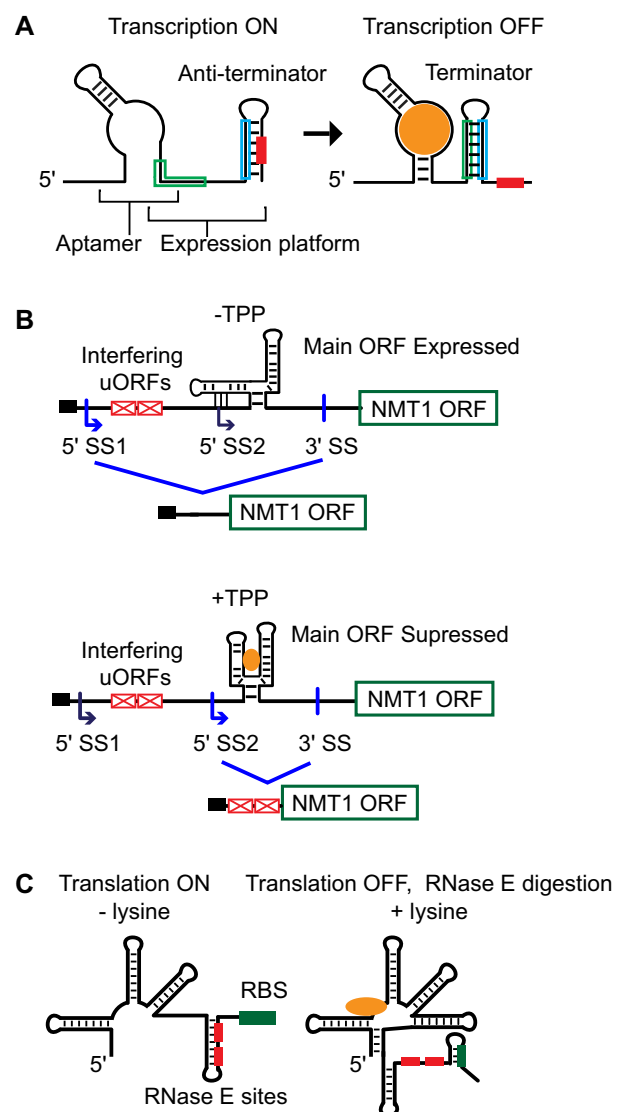 A
Transcription ON
Transcription OFF
Anti-terminator
Terminator
5'
5'
Aptamer
Expression platform
B
-TPP
Interfering
uORFs
Main ORF Expressed
NMT1 ORF
5' SS1
5' SS2
3' SS
NMT1 ORF
+TPP
Interfering
uORFs
Main ORF Supressed
NMT1 ORF
5' SS1
5' SS2
3' SS
NMT1 ORF
C
Translation ON
- lysine
Translation OFF, RNase E digestion
+ lysine
RBS
5'
5'
RNase E sites